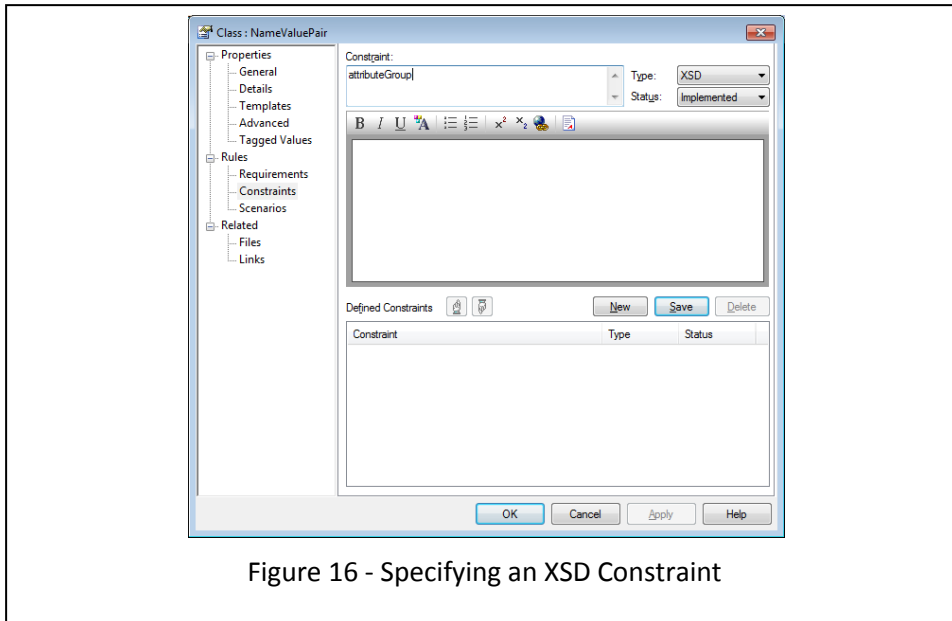 Class : NameValuePair
Properties
General
Details
Templates
Advanced
Tagged Values
Rules
Requirements
Constraints
Scenarios
Related
Files
Links
Constraint:
attributeGroup
Type: XSD
Status: Implemented
B I U A x² x₂
Defined Constraints New Save Delete
Constraint Type Status
OK Cancel Apply Help
Figure 16 - Specifying an XSD Constraint